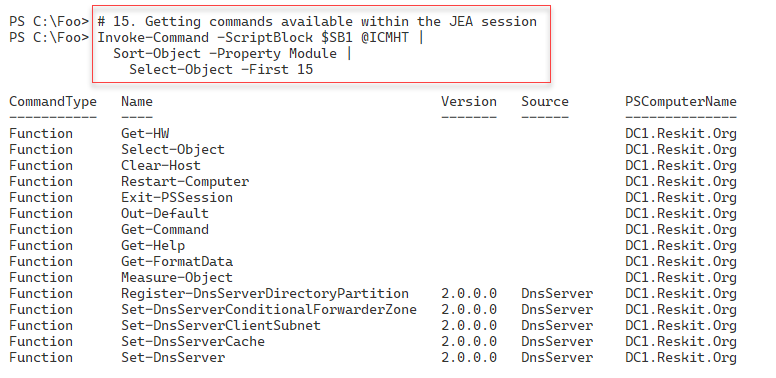 PS C:\Foo> # 15. Getting commands available within the JEA session
PS C:\Foo> Invoke-Command -ScriptBlock $SB1 @ICMHT |
Sort-Object -Property Module |
Select-Object -First 15
CommandType Name Version Source PSComputerName
----------- ---- ------- ------ --------------
Function Get-HW DC1.Reskit.Org
Function Select-Object DC1.Reskit.Org
Function Clear-Host DC1.Reskit.Org
Function Restart-Computer DC1.Reskit.Org
Function Exit-PSSession DC1.Reskit.Org
Function Out-Default DC1.Reskit.Org
Function Get-Command DC1.Reskit.Org
Function Get-Help DC1.Reskit.Org
Function Get-FormatData DC1.Reskit.Org
Function Measure-Object DC1.Reskit.Org
Function Register-DnsServerDirectoryPartition 2.0.0.0 DnsServer DC1.Reskit.Org
Function Set-DnsServerConditionalForwarderZone 2.0.0.0 DnsServer DC1.Reskit.Org
Function Set-DnsServerClientSubnet 2.0.0.0 DnsServer DC1.Reskit.Org
Function Set-DnsServerCache 2.0.0.0 DnsServer DC1.Reskit.Org
Function Set-DnsServer 2.0.0.0 DnsServer DC1.Reskit.Org